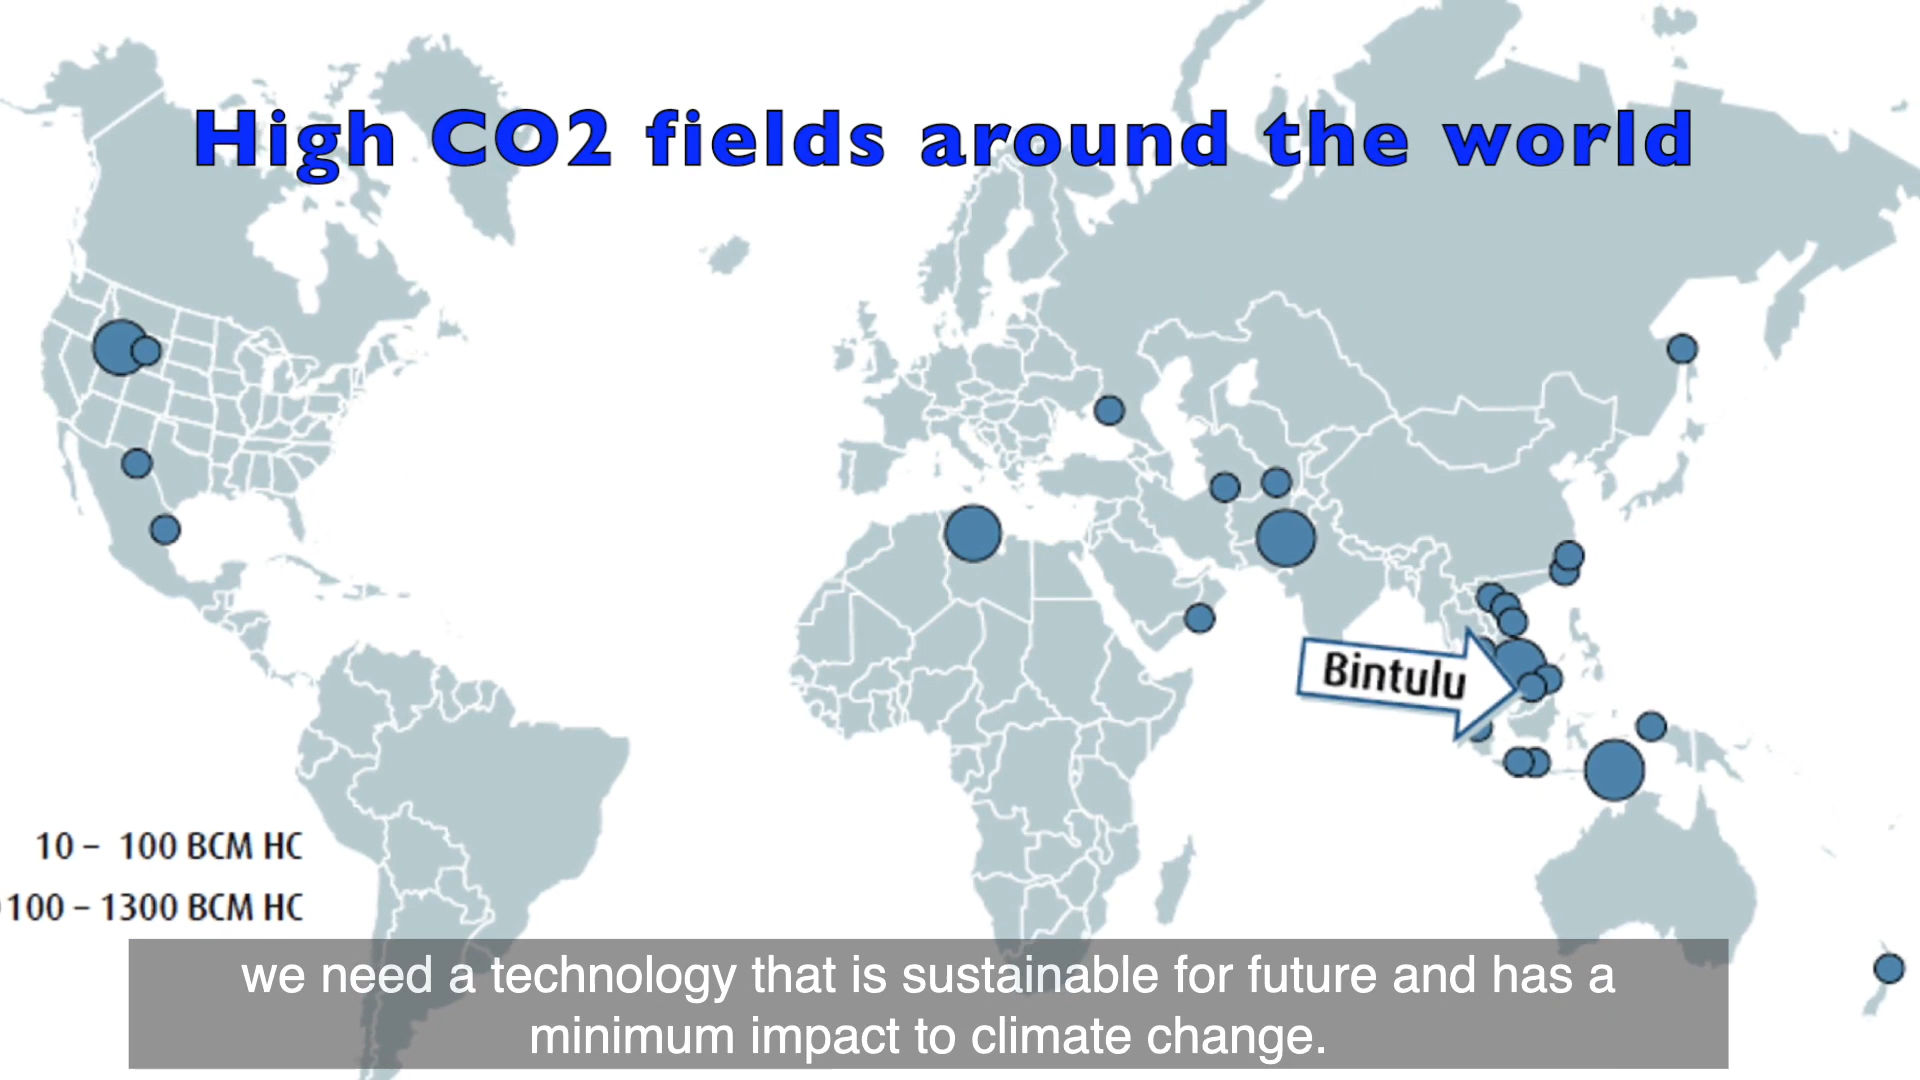 High CO2 fields around the world
Bintulu
10 – 100 BCM HC
100 – 1300 BCM HC
we need a technology that is sustainable for future and has a
minimum impact to climate change.